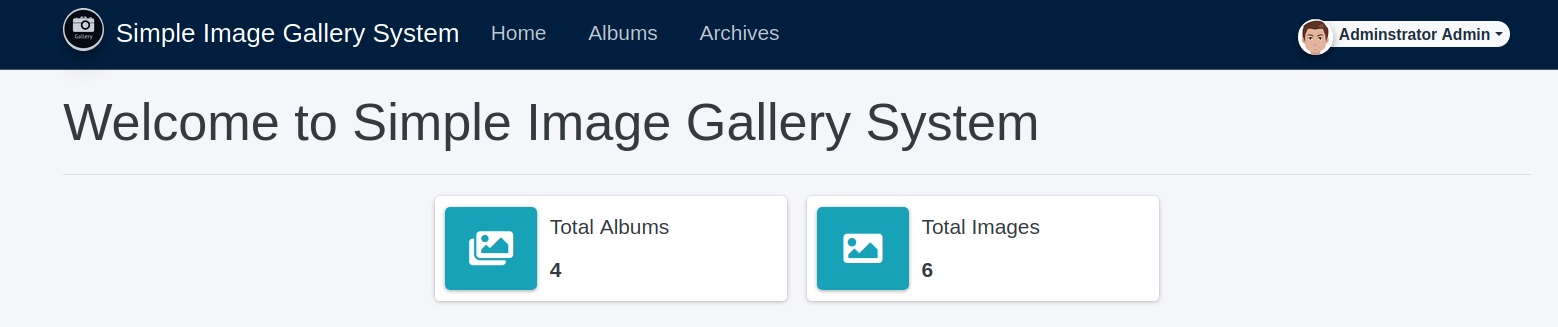 Gallery
Simple Image Gallery System
Home
Albums
Archives
Adminstrator Admin
Welcome to Simple Image Gallery System
Total Albums
4
Total Images
6